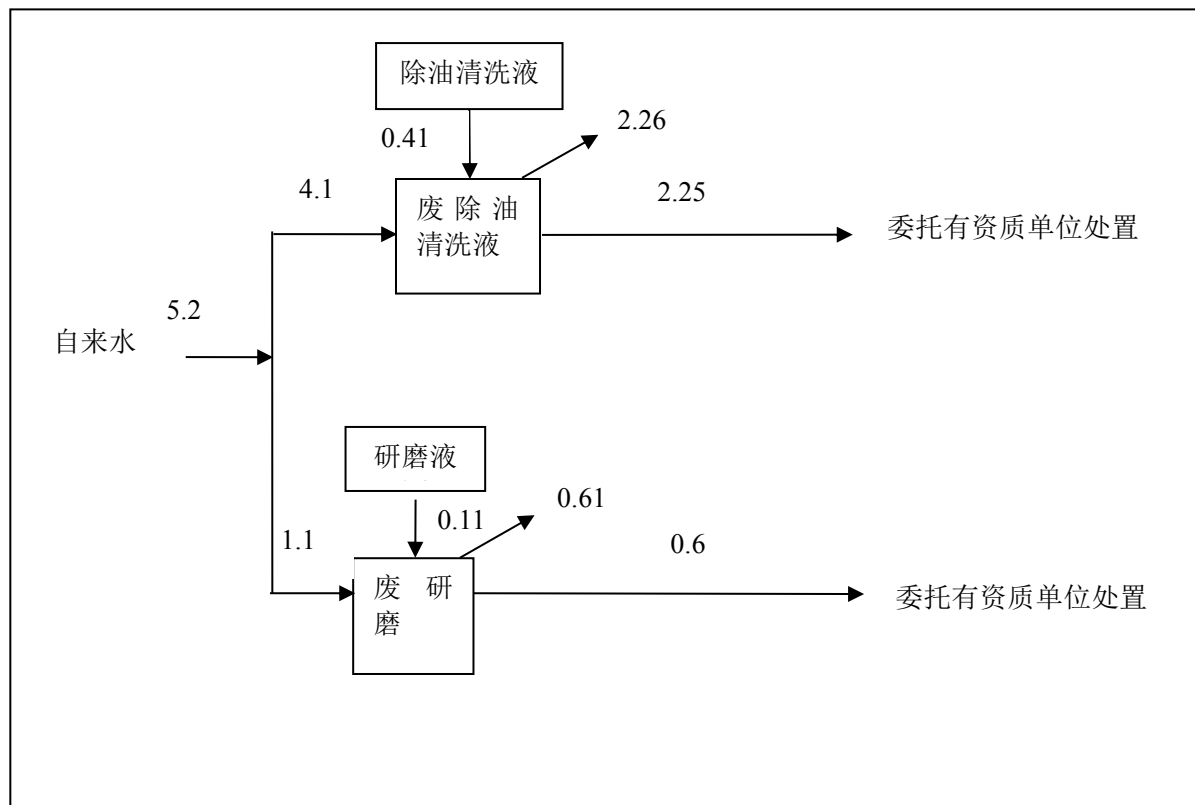 除油清洗液
0.41
2.26
4.1
废除油
清洗液
2.25
委托有资质单位处置
5.2
自来水
研磨液
0.11
0.61
1.1
废研
磨
0.6
委托有资质单位处置